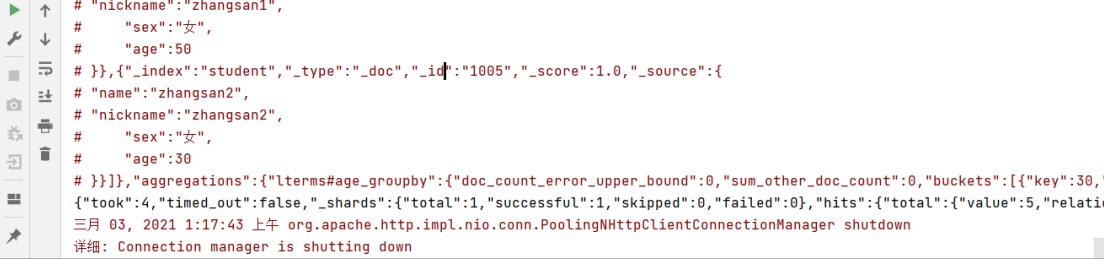 # "nickname":"zhangsan1",
#     "sex":"女",
#     "age":50
# }},{"_index":"student","_type":"_doc","_id":"1005","_score":1.0,"_source":{
# "name":"zhangsan2",
# "nickname":"zhangsan2",
#     "sex":"女",
#     "age":30
# }}]},"aggregations":{"lterms#age_groupby":{"doc_count_error_upper_bound":0,"sum_other_doc_count":0,"buckets":[{"key":30,"
{"took":4,"timed_out":false,"_shards":{"total":1,"successful":1,"skipped":0,"failed":0},"hits":{"total":{"value":5,"relatio
三月 03, 2021 1:17:43 上午 org.apache.http.impl.nio.conn.PoolingNHttpClientConnectionManager shutdown
详细: Connection manager is shutting down